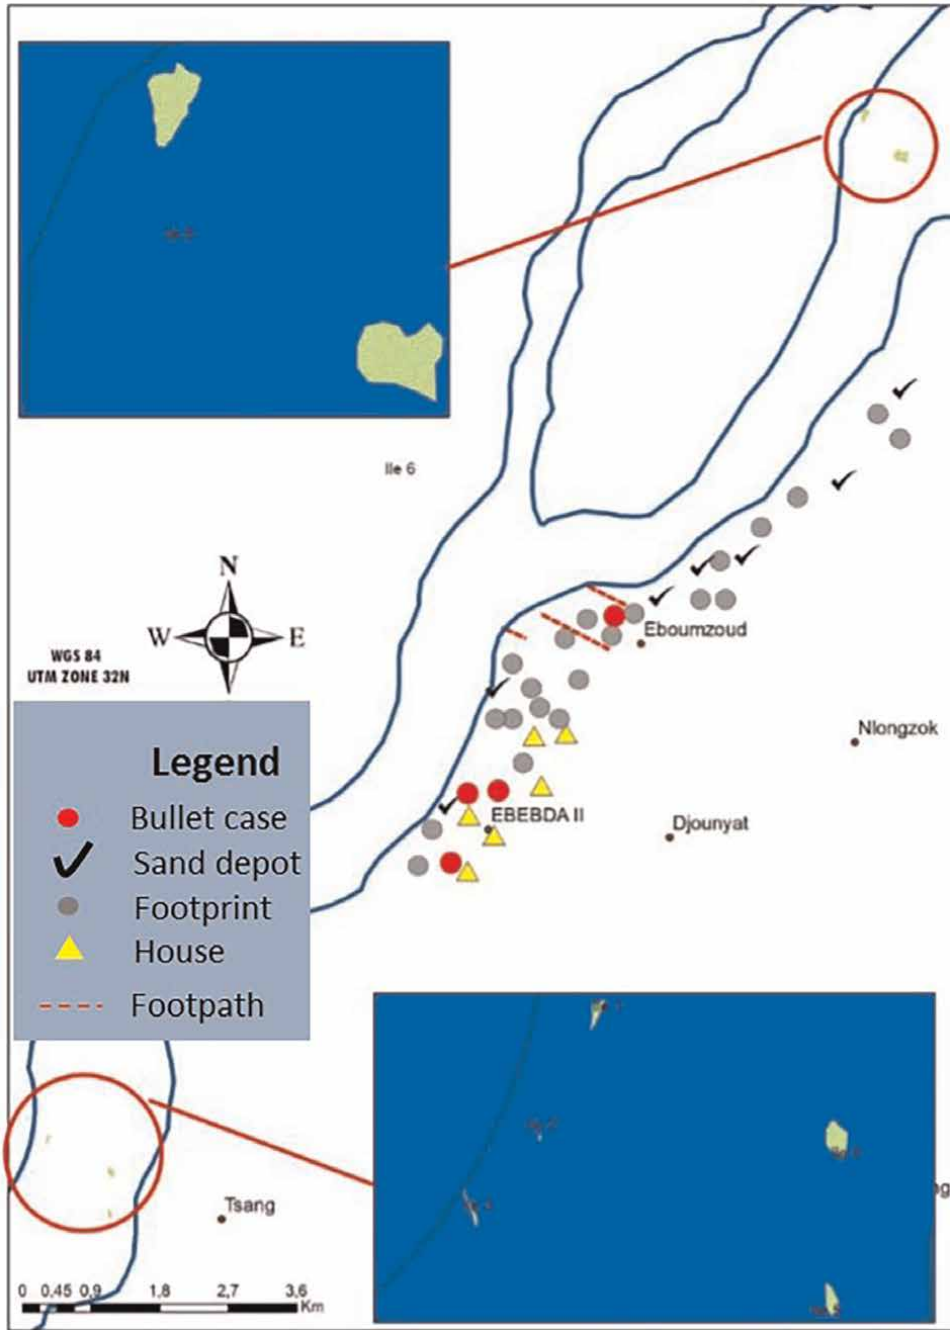 Ile 6
N
W
E
WGS 84
UTM ZONE 32N
Eboumzoud
Nlongzok
EBEBDA II
Djounyat
Legend
Bullet case
Sand depot
Footprint
House
Footpath
Tsang
ng
0 0,45 0,9 1,8 2,7 3,6
Km